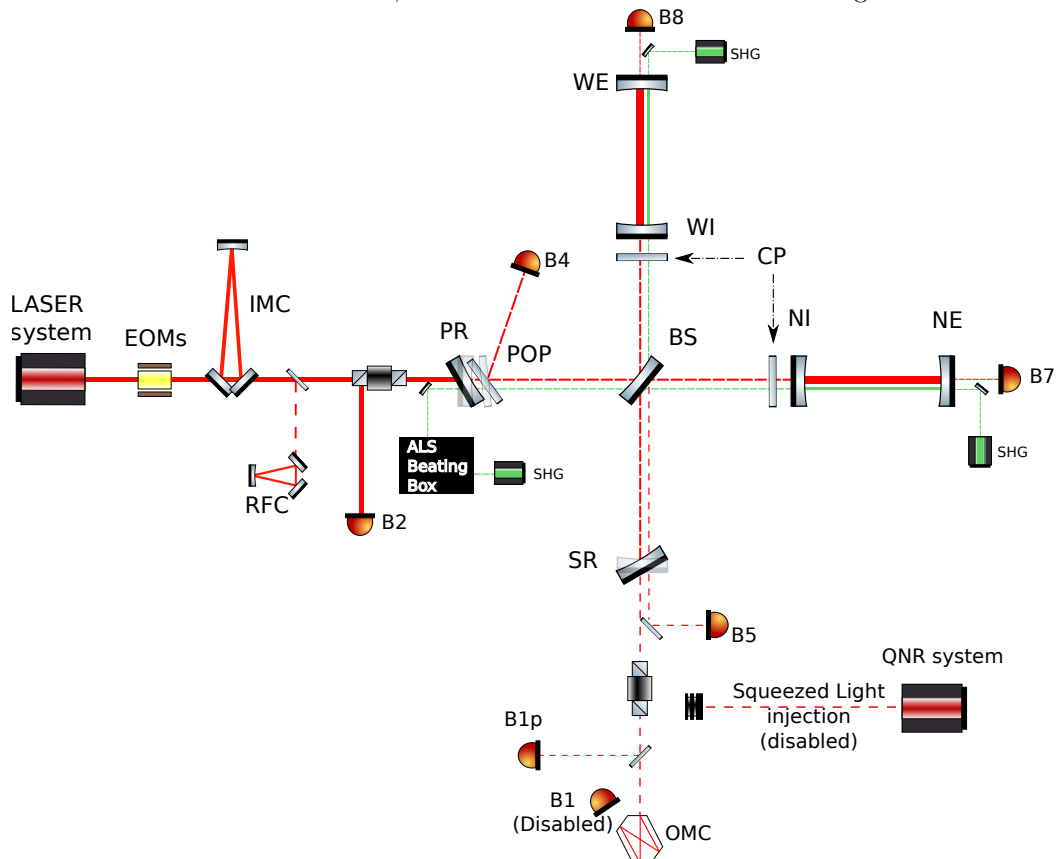 B8
SHG
WE
WI
CP
B4
LASER
system
IMC
EOMs
PR
POP
BS
NI
NE
B7
ALS
Beating
Box
SHG
SHG
RFC
B2
SR
B5
QNR system
Squeezed Light
injection
(disabled)
B1p
B1
(Disabled)
OMC